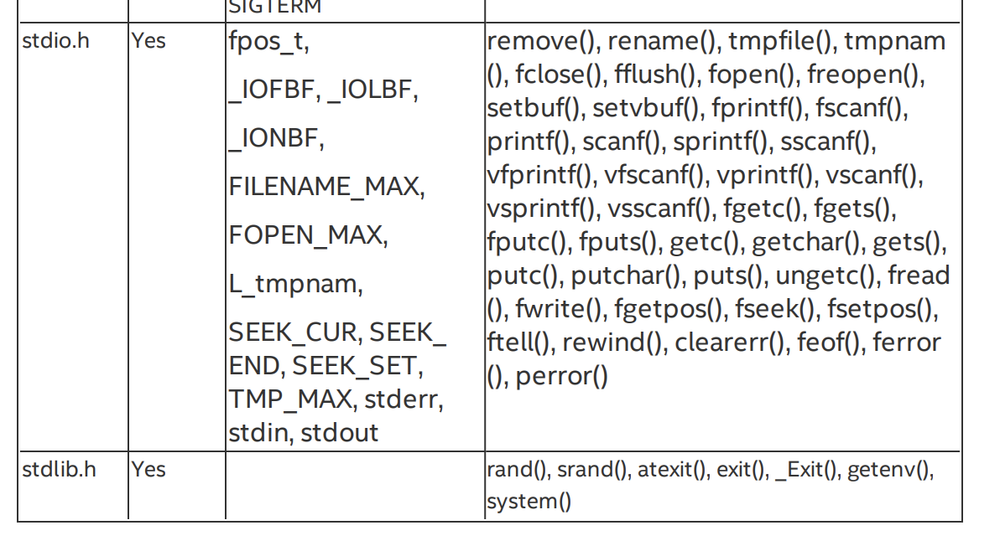 SIGTERM
stdio.h
Yes
fpos_t,
_IOFBF, _IOLBF,
_IONBF,
FILENAME_MAX,
FOPEN_MAX,
L_tmpnam,
SEEK_CUR, SEEK_
END, SEEK_SET,
TMP_MAX, stderr,
stdin, stdout
remove(), rename(), tmpfile(), tmpnam
(), fclose(), fflush(), fopen(), freopen(),
setbuf(), setvbuf(), fprintf(), fscanf(),
printf(), scanf(), sprintf(), sscanf(),
vfprintf(), vfscanf(), vprintf(), vscanf(),
vsprintf(), vsscanf(), fgetc(), fgets(),
fputc(), fputs(), getc(), getchar(), gets(),
putc(), putchar(), puts(), ungetc(), fread
(), fwrite(), fgetpos(), fseek(), fsetpos(),
ftell(), rewind(), clearerr(), feof(), ferror
(), perror()
stdlib.h
Yes
rand(), srand(), atexit(), exit(), _Exit(), getenv(),
system()